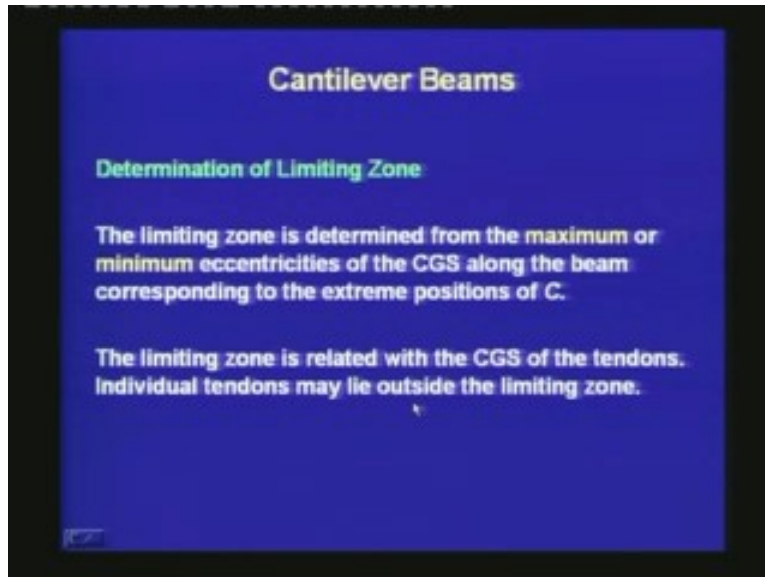 Cantilever Beams
Determination of Limiting Zone
The limiting zone is determined from the maximum or
minimum eccentricities of the CGS along the beam
corresponding to the extreme positions of C.
The limiting zone is related with the CGS of the tendons.
Individual tendons may lie outside the limiting zone.